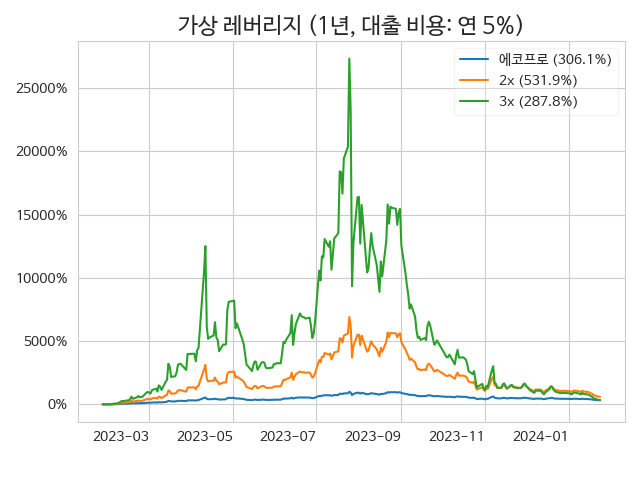 가상 레버리지 (1년, 대출 비용: 연 5%)
에코프로 (306.1%)
2x (531.9%)
3x (287.8%)
25000%
20000%
15000%
10000%
5000%
0%
2023-03 2023-05 2023-07 2023-09 2023-11 2024-01